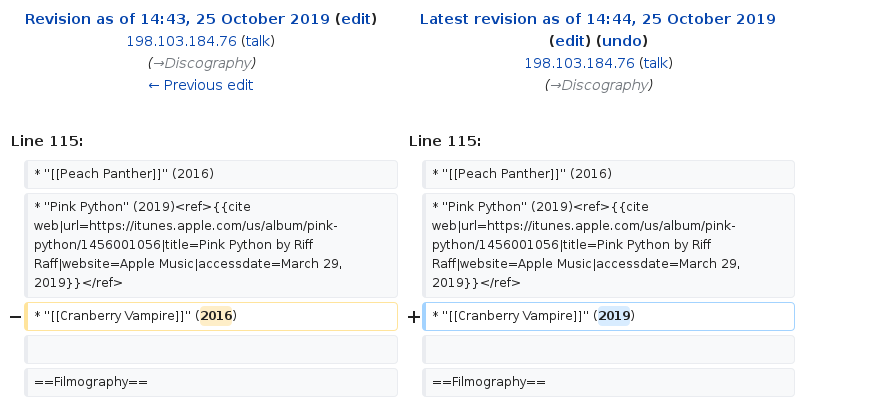 Revision as of 14:43, 25 October 2019 (edit)
198.103.184.76 (talk)
(→Discography)
← Previous edit
Latest revision as of 14:44, 25 October 2019
(edit) (undo)
198.103.184.76 (talk)
(→Discography)
Line 115:
Line 115:
* "[[Peach Panther]]" (2016)
* "[[Peach Panther]]" (2016)
* "Pink Python" (2019)<ref>{{cite
web|url=https://itunes.apple.com/us/album/pink-
python/1456001056|title=Pink Python by Riff
Raff|website=Apple Music|accessdate=March 29,
2019}}</ref>
* "Pink Python" (2019)<ref>{{cite
web|url=https://itunes.apple.com/us/album/pink-
python/1456001056|title=Pink Python by Riff
Raff|website=Apple Music|accessdate=March 29,
2019}}</ref>
− * "[[Cranberry Vampire]]" (2016)
+ * "[[Cranberry Vampire]]" (2019)
==Filmography==
==Filmography==